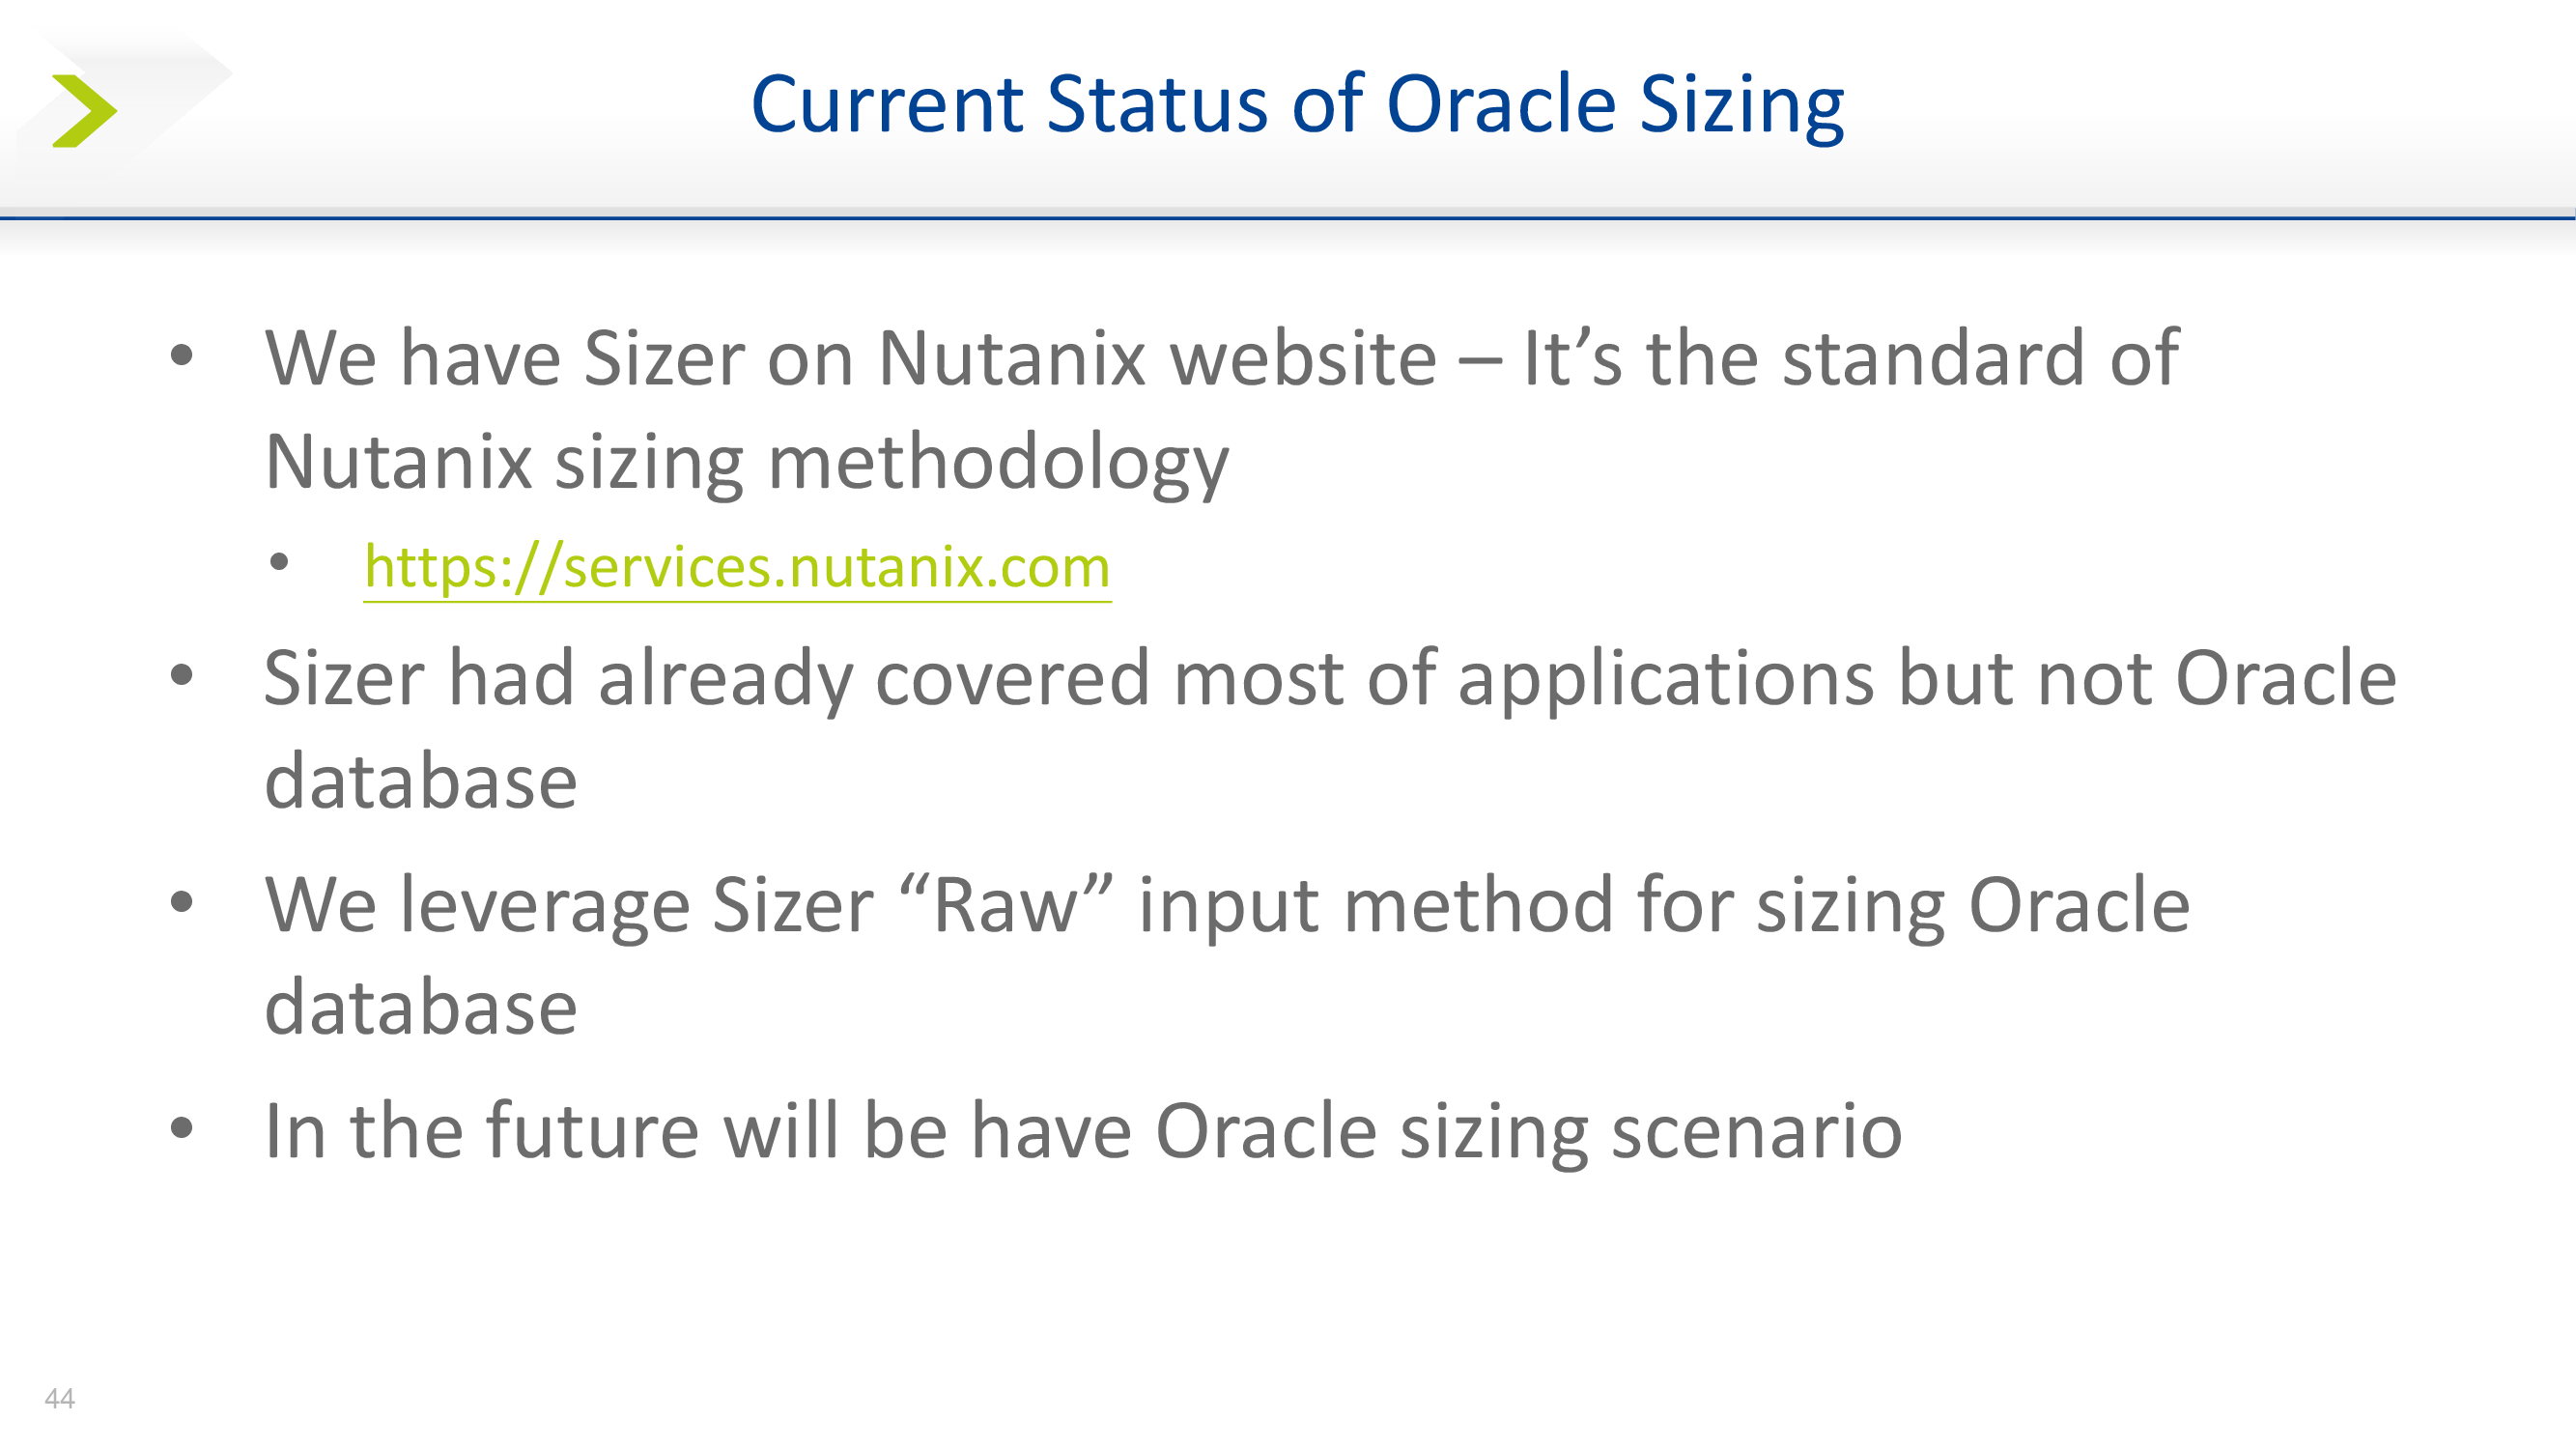 Current Status of Oracle Sizing
• We have Sizer on Nutanix website – It’s the standard of
Nutanix sizing methodology
• https://services.nutanix.com
• Sizer had already covered most of applications but not Oracle
database
• We leverage Sizer “Raw” input method for sizing Oracle
database
• In the future will be have Oracle sizing scenario
44